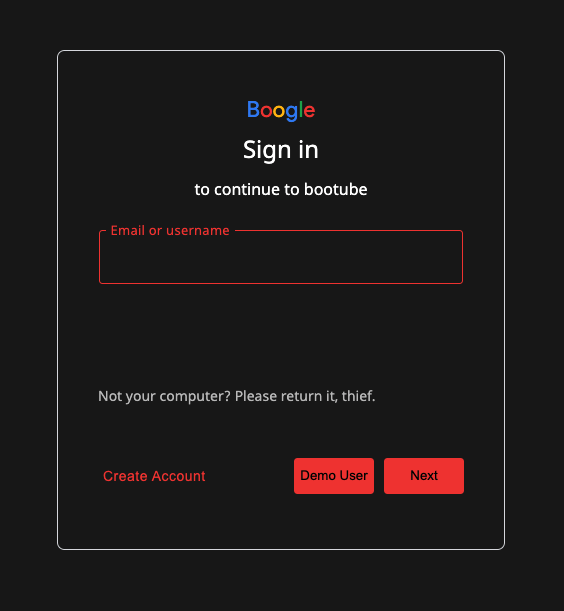 Boogle
Sign in
to continue to bootube
Email or username
Not your computer? Please return it, thief.
Create Account
Demo User
Next